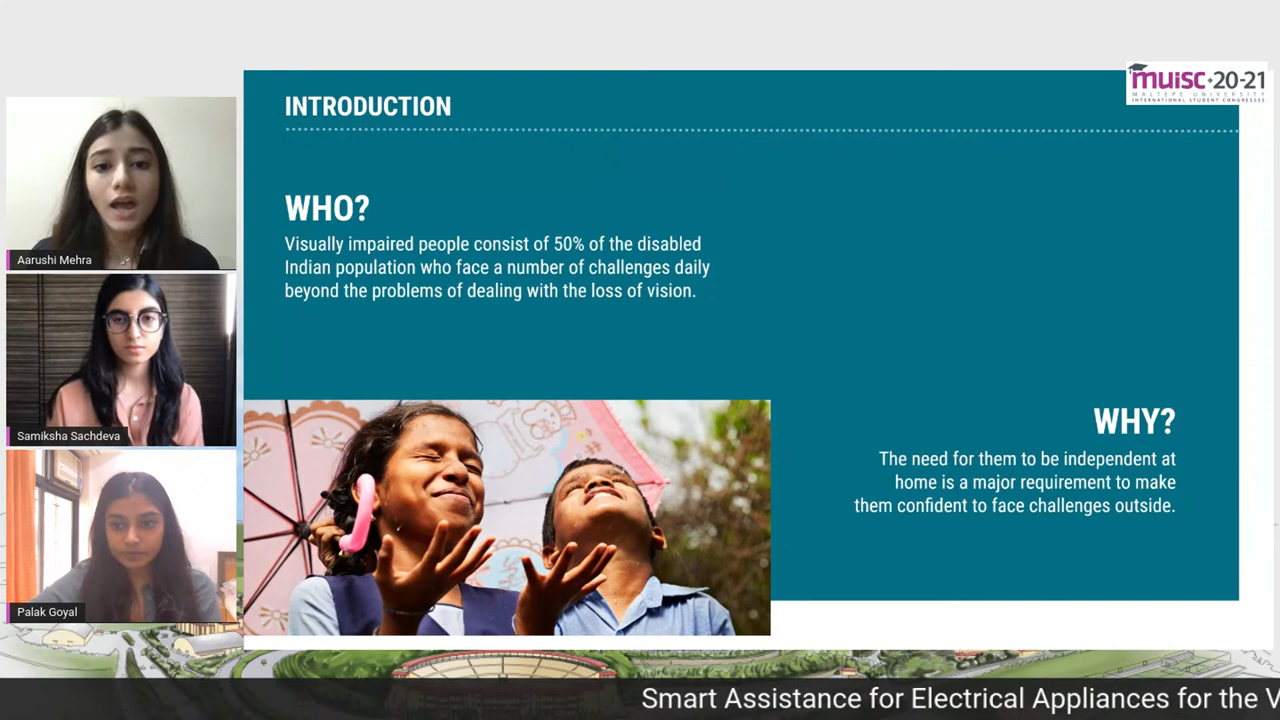 muisc·20-21
MALTEPE UNIVERSITY
INTERNATIONAL STUDENT CONGRESSES
INTRODUCTION
WHO?
Visually impaired people consist of 50% of the disabled
Indian population who face a number of challenges daily
beyond the problems of dealing with the loss of vision.
WHY?
The need for them to be independent at
home is a major requirement to make
them confident to face challenges outside.
Aarushi Mehra
Samiksha Sachdeva
Palak Goyal
Smart Assistance for Electrical Appliances for the V